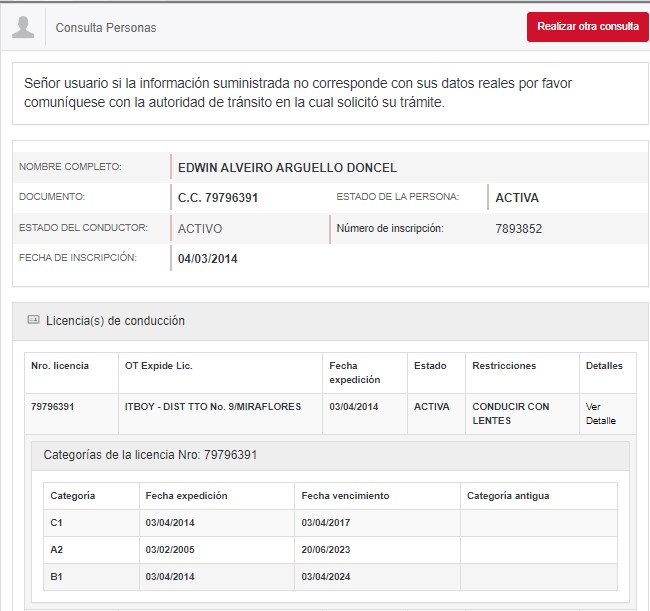 Consulta Personas
Realizar otra consulta
Señor usuario si la información suministrada no corresponde con sus datos reales por favor
comuníquese con la autoridad de tránsito en la cual solicitó su trámite.
NOMBRE COMPLETO: EDWIN ALVEIRO ARGUELLO DONCEL
DOCUMENTO: C.C. 79796391 ESTADO DE LA PERSONA: ACTIVA
ESTADO DEL CONDUCTOR: ACTIVO Número de inscripción: 7893852
FECHA DE INSCRIPCIÓN: 04/03/2014
Licencia(s) de conducción
Nro. licencia OT Expide Lic. Fecha expedición Estado Restricciones Detalles
79796391 ITBOY - DIST TTO No. 9/MIRAFLORES 03/04/2014 ACTIVA CONDUCIR CON LENTES Ver Detalle
Categorías de la licencia Nro: 79796391
Categoría Fecha expedición Fecha vencimiento Categoría antigua
C1 03/04/2014 03/04/2017
A2 03/02/2005 20/06/2023
B1 03/04/2014 03/04/2024